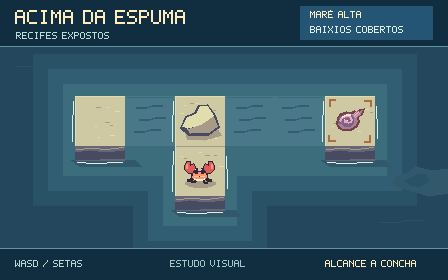 ACIMA DA ESPUMA
RECIFES EXPOSTOS
MARÉ ALTA
BAIXIOS COBERTOS
WASD / SETAS
ESTUDO VISUAL
ALCANCE A CONCHA